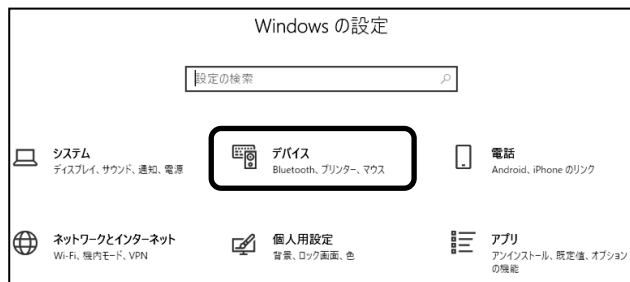 Windows の設定
設定の検索
システム
ディスプレイ、サウンド、通知、電源
デバイス
Bluetooth、プリンター、マウス
電話
Android、iPhone のリンク
ネットワークとインターネット
Wi-Fi、機内モード、VPN
個人用設定
背景、ロック画面、色
アプリ
アンインストール、既定値、オプション
の機能